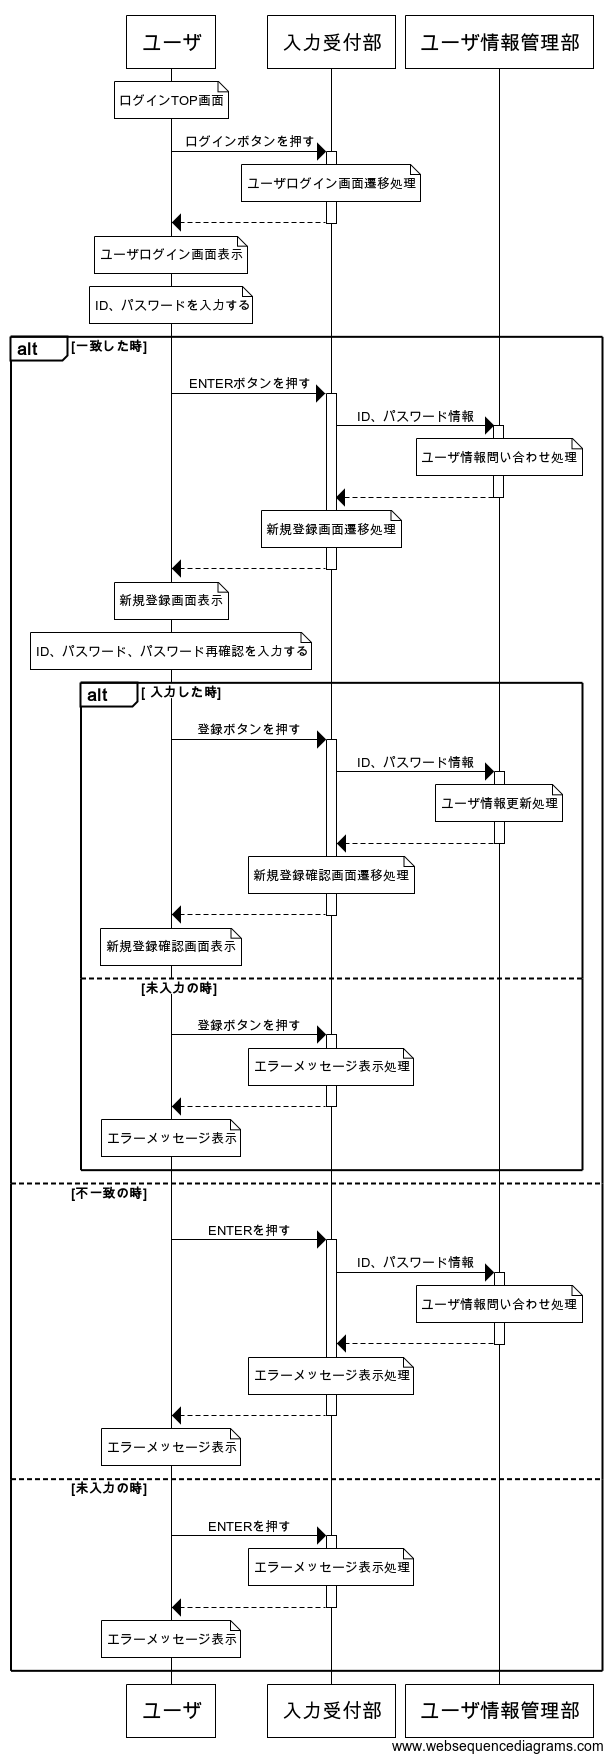 ユーザ
入力受付部
ユーザ情報管理部
ログインTOP画面
ログインボタンを押す
ユーザログイン画面遷移処理
ユーザログイン画面表示
ID、パスワードを入力する
alt
[一致した時]
ENTERボタンを押す
ID、パスワード情報
ユーザ情報問い合わせ処理
新規登録画面遷移処理
新規登録画面表示
ID、パスワード、パスワード再確認を入力する
alt
[ 入力した時]
登録ボタンを押す
ID、パスワード情報
ユーザ情報更新処理
新規登録確認画面遷移処理
新規登録確認画面表示
[未入力の時]
登録ボタンを押す
エラーメッセージ表示処理
エラーメッセージ表示
[不一致の時]
ENTERを押す
ID、パスワード情報
ユーザ情報問い合わせ処理
エラーメッセージ表示処理
エラーメッセージ表示
[未入力の時]
ENTERを押す
エラーメッセージ表示処理
エラーメッセージ表示
ユーザ
入力受付部
ユーザ情報管理部
www.websequencediagrams.com